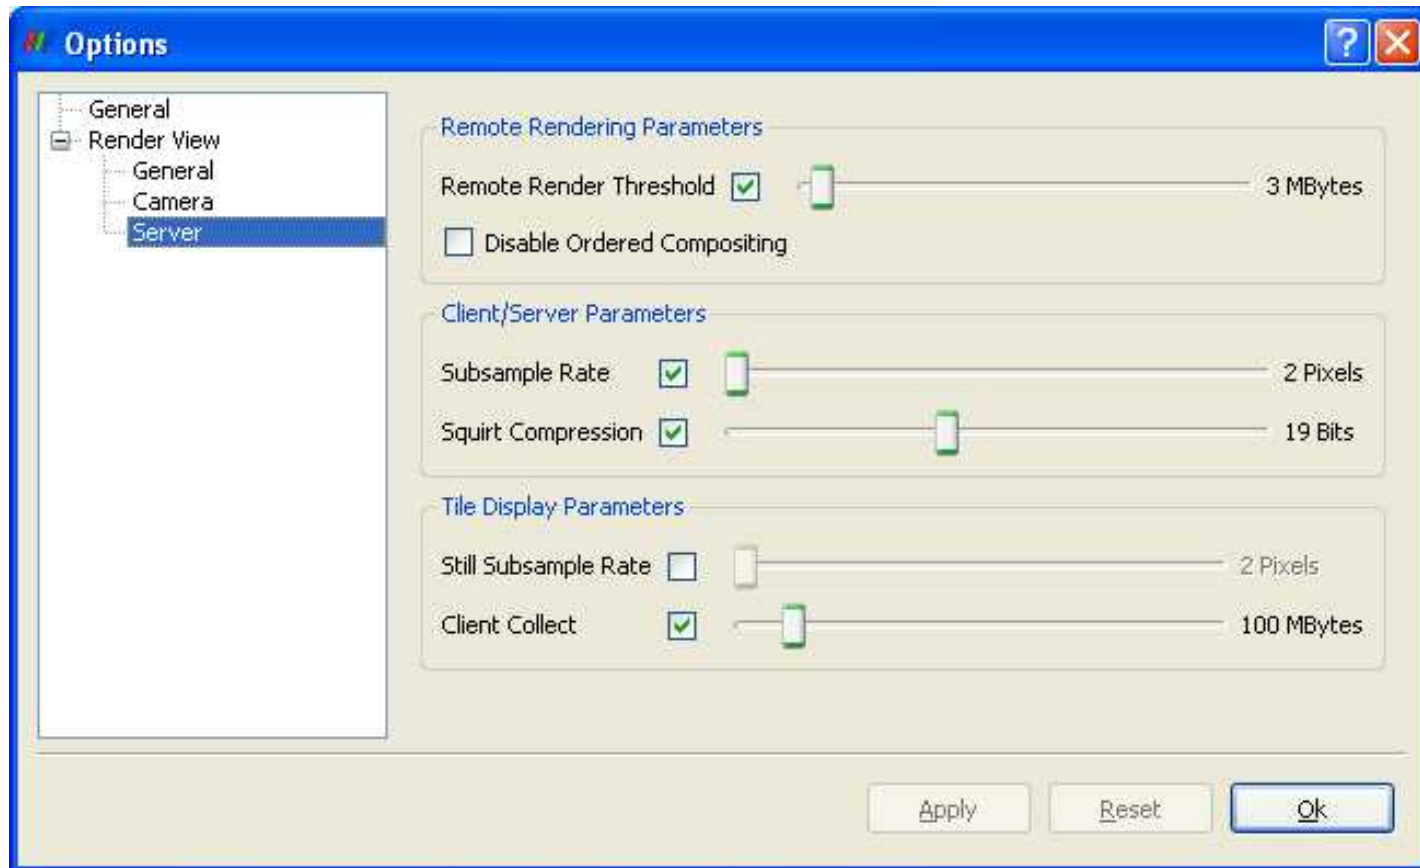 Options
General
Render View
General
Camera
Server
Remote Rendering Parameters
Remote Render Threshold 3 MBytes
Disable Ordered Compositing
Client/Server Parameters
Subsample Rate 2 Pixels
Squirt Compression 19 Bits
Tile Display Parameters
Still Subsample Rate 2 Pixels
Client Collect 100 MBytes
Apply Reset Ok